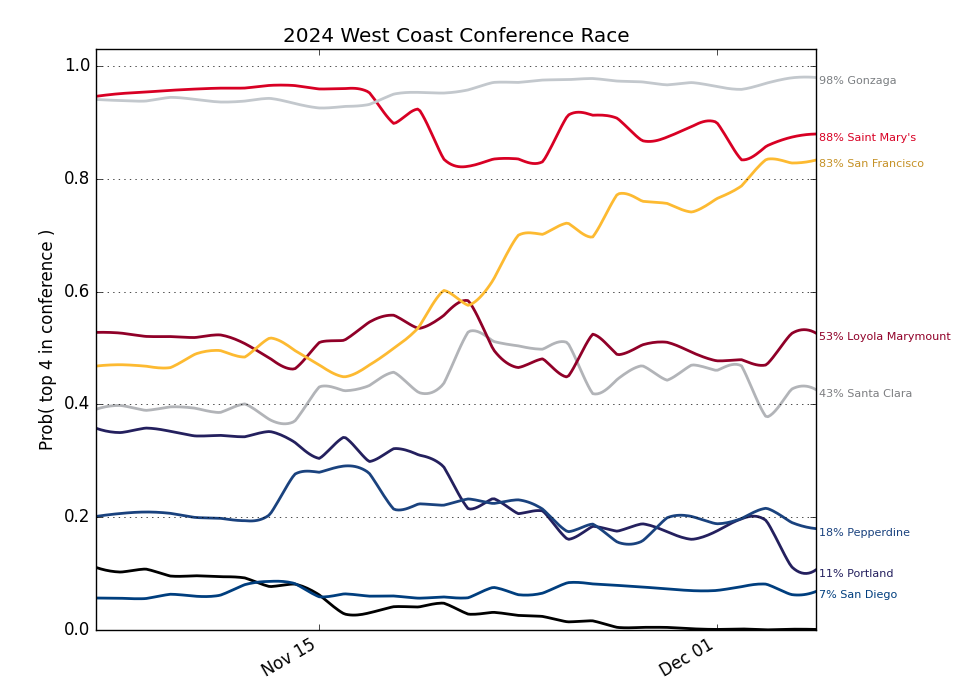 2024 West Coast Conference Race
Prob( top 4 in conference )
1.0
0.8
0.6
0.4
0.2
0.0
Nov 15
Dec 01
98% Gonzaga
88% Saint Mary's
83% San Francisco
53% Loyola Marymount
43% Santa Clara
18% Pepperdine
11% Portland
7% San Diego